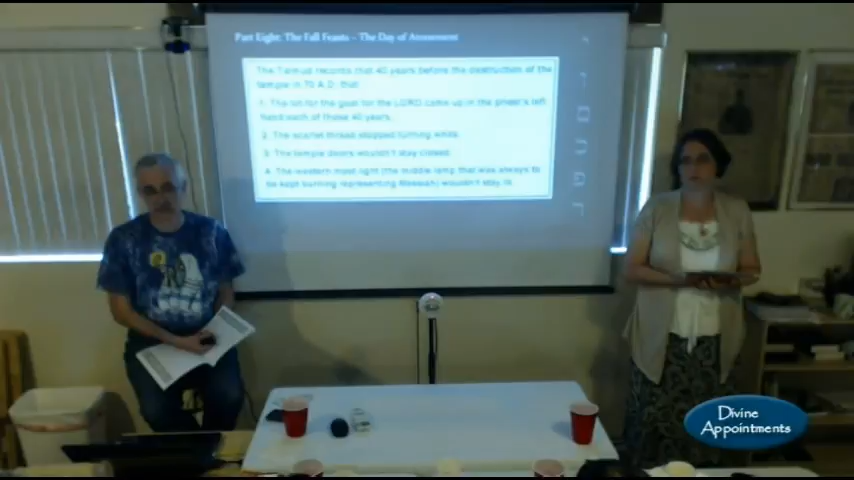 Part Eight: The Fall Feasts - The Day of Atonement
The Talmud records that 40 years before the destruction of the
temple in 70 A.D. that
1. The lot for the goat for the LORD came up in the priest's left
hand each of those 40 years.
2. The scarlet thread stopped turning white.
3. The temple doors wouldn't stay closed.
4. The western most light (the middle lamp that was always to
be kept burning representing Messiah) wouldn't stay lit.
Divine
Appointments